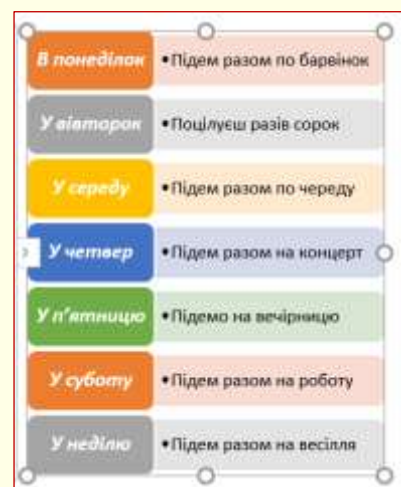 В понеділок •Підем разом по барвінок
У вівторок •Поцілуєш разів сорок
У середу •Підем разом по череду
У четвер •Підем разом на концерт
У п'ятницю •Підемо на вечірницю
У суботу •Підем разом на роботу
У неділю •Підем разом на весілля